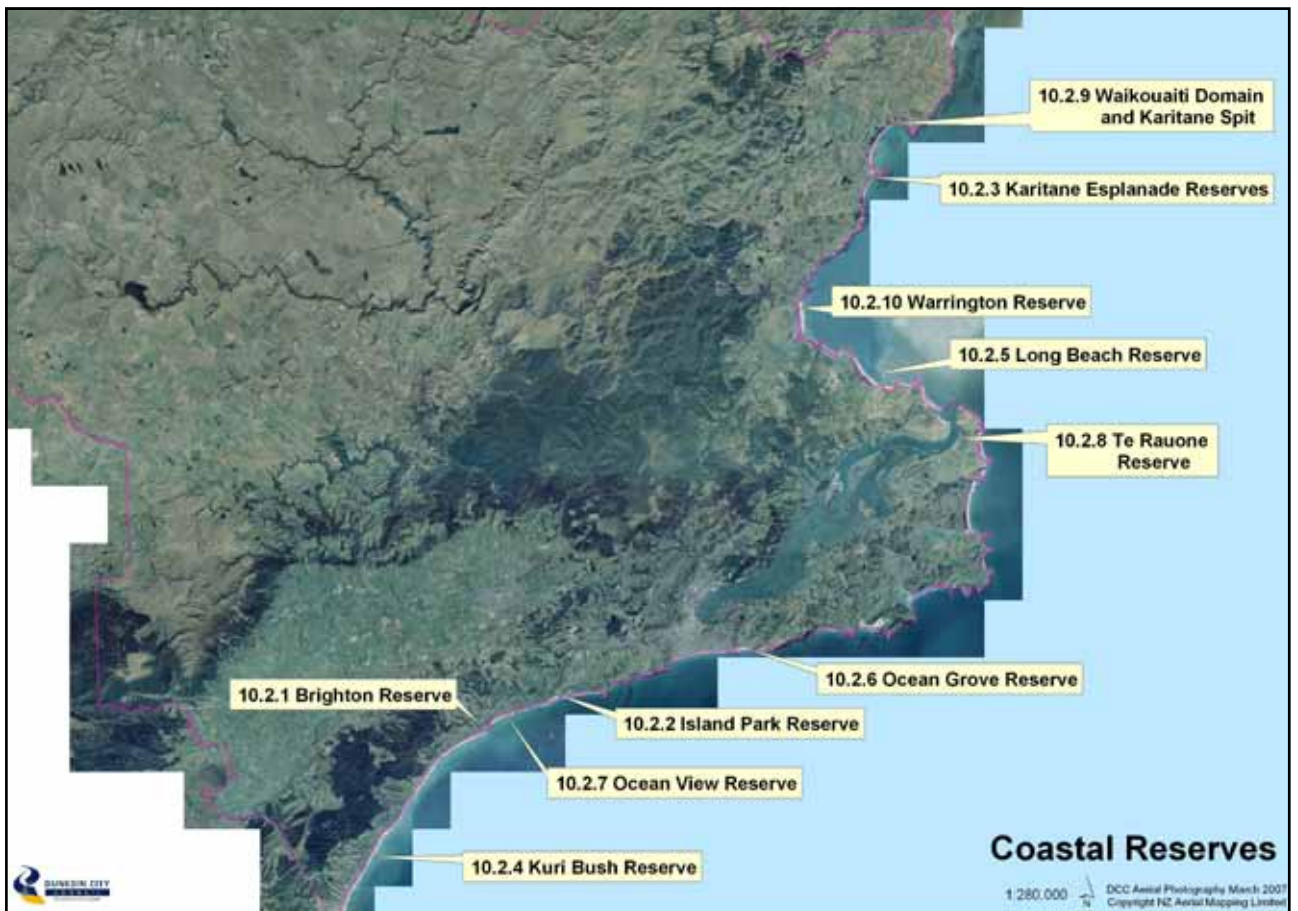 10.2.9 Waikouaiti Domain
and Karitane Spit
10.2.3 Karitane Esplanade Reserves
10.2.10 Warrington Reserve
10.2.5 Long Beach Reserve
10.2.8 Te Rauone
Reserve
10.2.6 Ocean Grove Reserve
10.2.1 Brighton Reserve
10.2.2 Island Park Reserve
10.2.7 Ocean View Reserve
10.2.4 Kuri Bush Reserve
Coastal Reserves
1:280,000
N
DCC Aerial Photography March 2007
Copyright NZ Aerial Mapping Limited
DUNEDIN CITY
COUNCIL